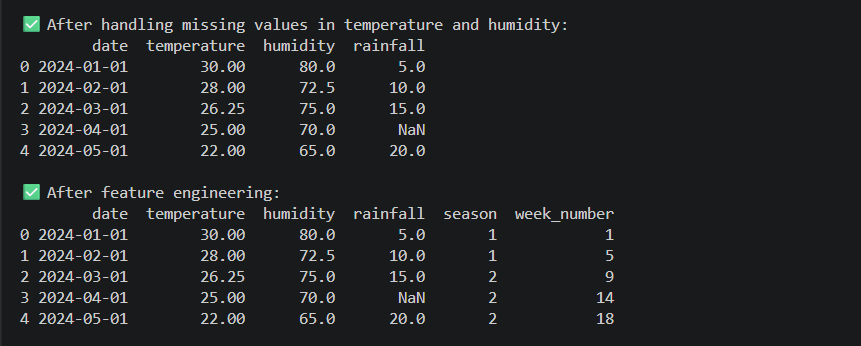 ✅ After handling missing values in temperature and humidity:
        date  temperature  humidity  rainfall
0 2024-01-01        30.00      80.0       5.0
1 2024-02-01        28.00      72.5      10.0
2 2024-03-01        26.25      75.0      15.0
3 2024-04-01        25.00      70.0       NaN
4 2024-05-01        22.00      65.0      20.0

✅ After feature engineering:
        date  temperature  humidity  rainfall  season  week_number
0 2024-01-01        30.00      80.0       5.0       1            1
1 2024-02-01        28.00      72.5      10.0       1            5
2 2024-03-01        26.25      75.0      15.0       2            9
3 2024-04-01        25.00      70.0       NaN       2           14
4 2024-05-01        22.00      65.0      20.0       2           18